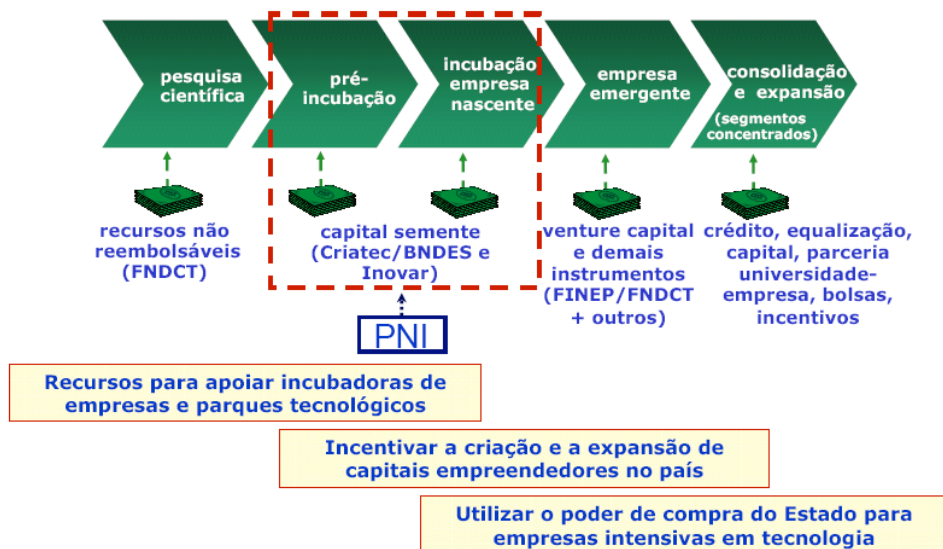 pesquisa
científica
pré-
incubação
incubação
empresa
nascente
empresa
emergente
consolidação
e expansão
(segmentos
concentrados)
recursos não
reembolsáveis
(FNDCT)
capital semente
(Criatec/BNDES e
Inovar)
venture capital
e demais
instrumentos
(FINEP/FNDCT
+ outros)
crédito, equalização,
capital, parceria
universidade-
empresa, bolsas,
incentivos
PNI
Recursos para apoiar incubadoras de
empresas e parques tecnológicos
Incentivar a criação e a expansão de
capitais empreendedores no país
Utilizar o poder de compra do Estado para
empresas intensivas em tecnologia